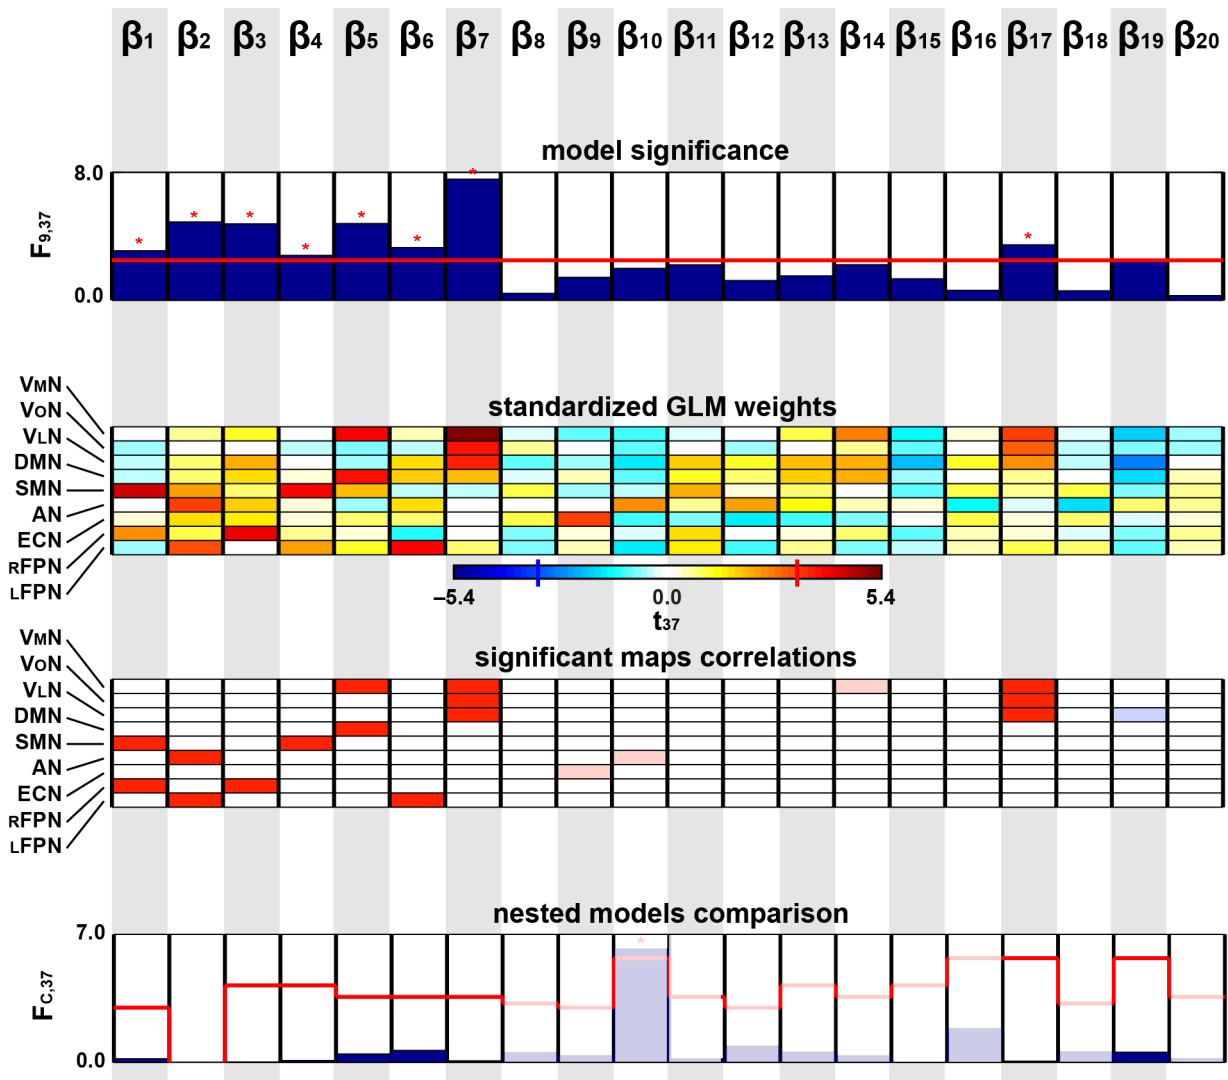 β1 β2 β3 β4 β5 β6 β7 β8 β9 β10 β11 β12 β13 β14 β15 β16 β17 β18 β19 β20
model significance
8.0
F9,37
0.0
* * * * * * * *
standardized GLM weights
VMN
VON
VLN
DMN
SMN
AN
ECN
RFPN
LFPN
–5.4 0.0 5.4
t37
significant maps correlations
VMN
VON
VLN
DMN
SMN
AN
ECN
RFPN
LFPN
nested models comparison
7.0
*
FC,37
0.0